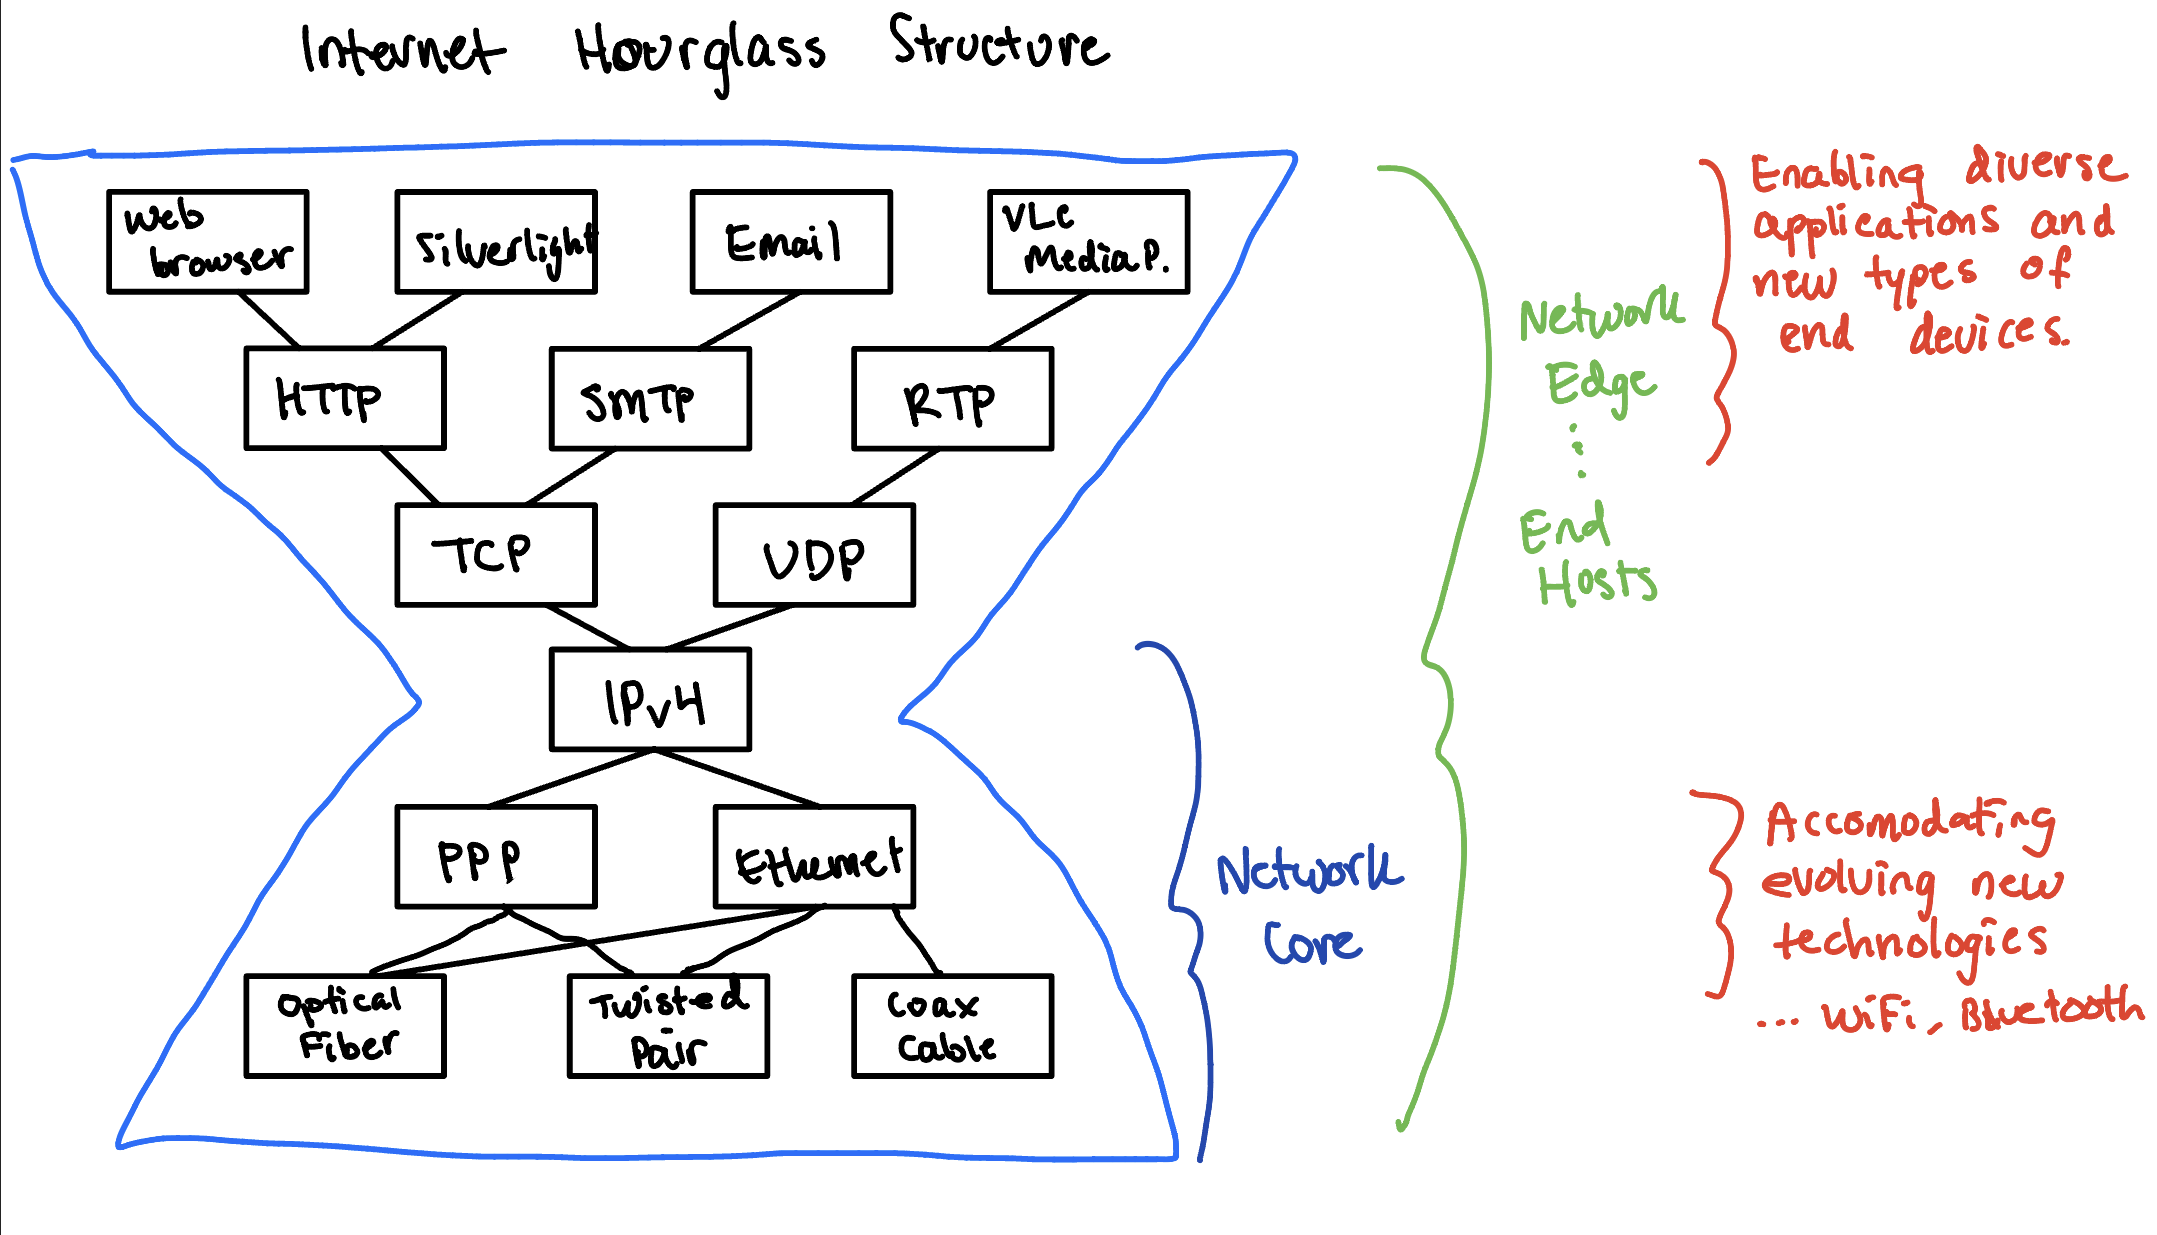 Internet Hourglass Structure
Web
browser
Silverlight
Email
VLC
Media P.
HTTP
SMTP
RTP
TCP
UDP
IPv4
PPP
Ethernet
Optical
Fiber
Twisted
Pair
Coax
Cable
Network
Core
Network
Edge
...
End
Hosts
Enabling diverse
applications and
new types of
end devices.
Accomodating
evolving new
technologies
... WiFi, Bluetooth